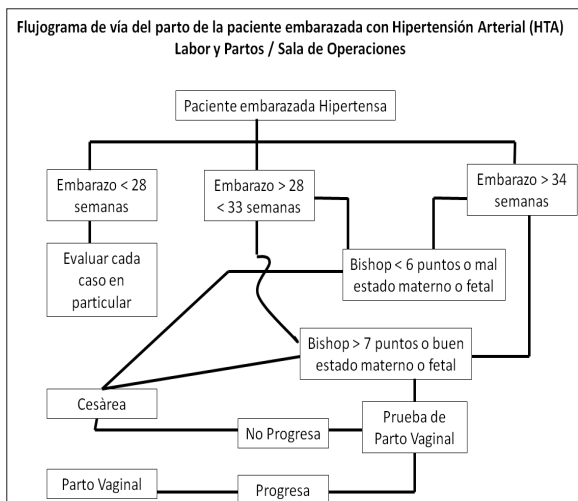 Flujograma de vía del parto de la paciente embarazada con Hipertensión Arterial (HTA)
Labor y Partos / Sala de Operaciones
Paciente embarazada Hipertensa
Embarazo < 28
semanas
Embarazo > 28
< 33 semanas
Embarazo > 34
semanas
Evaluar cada
caso en
particular
Bishop < 6 puntos o mal
estado materno o fetal
Bishop > 7 puntos o buen
estado materno o fetal
Cesàrea
Prueba de
Parto Vaginal
No Progresa
Parto Vaginal
Progresa